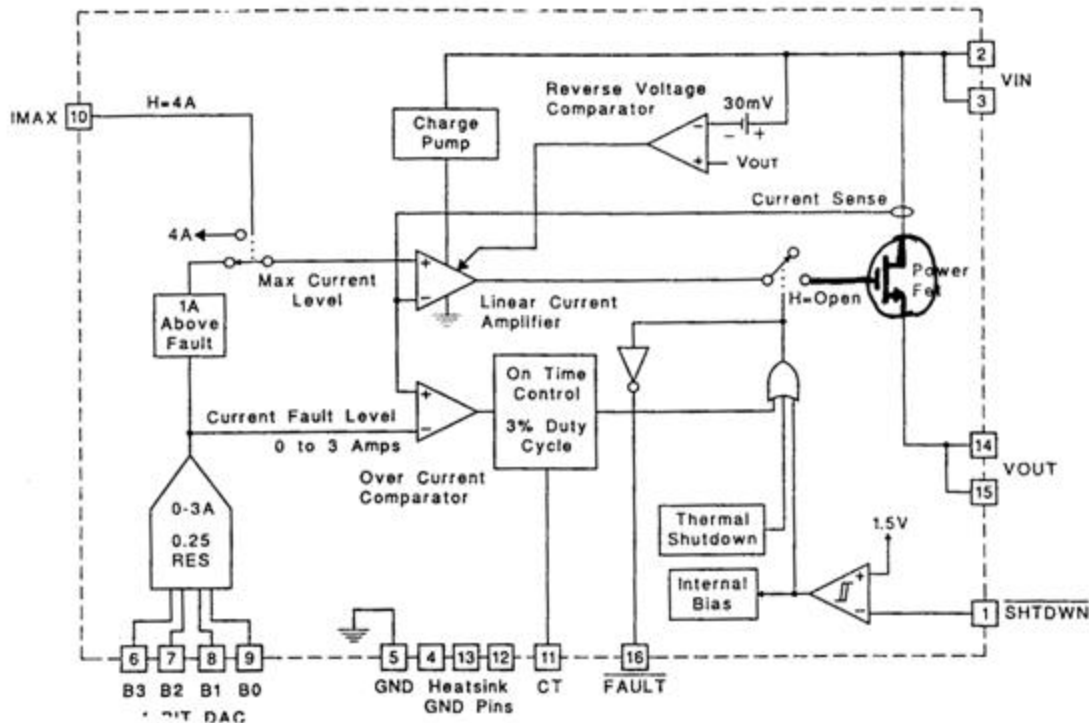 2
VIN
3
IMAX
10
H=4A
Reverse Voltage
Comparator
30mV
Charge
Pump
VOUT
Current Sense
4A
Max Current
Level
Linear Current
Amplifier
H=Open
Power
Fet
1A
Above
Fault
On Time
Control
3% Duty
Cycle
Current Fault Level
0 to 3 Amps
Over Current
Comparator
14
VOUT
15
0-3A
0.25
RES
Thermal
Shutdown
1.5V
Internal
Bias
1
SHTDWN
6
7
8
9
5
4
13
12
11
16
B3
B2
B1
B0
GND
Heatsink
GND Pins
CT
FAULT
BIT DAC